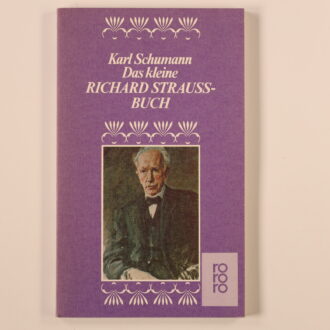 Karl Schumann
Das kleine
RICHARD STRAUSS-
BUCH
ro
ro
ro